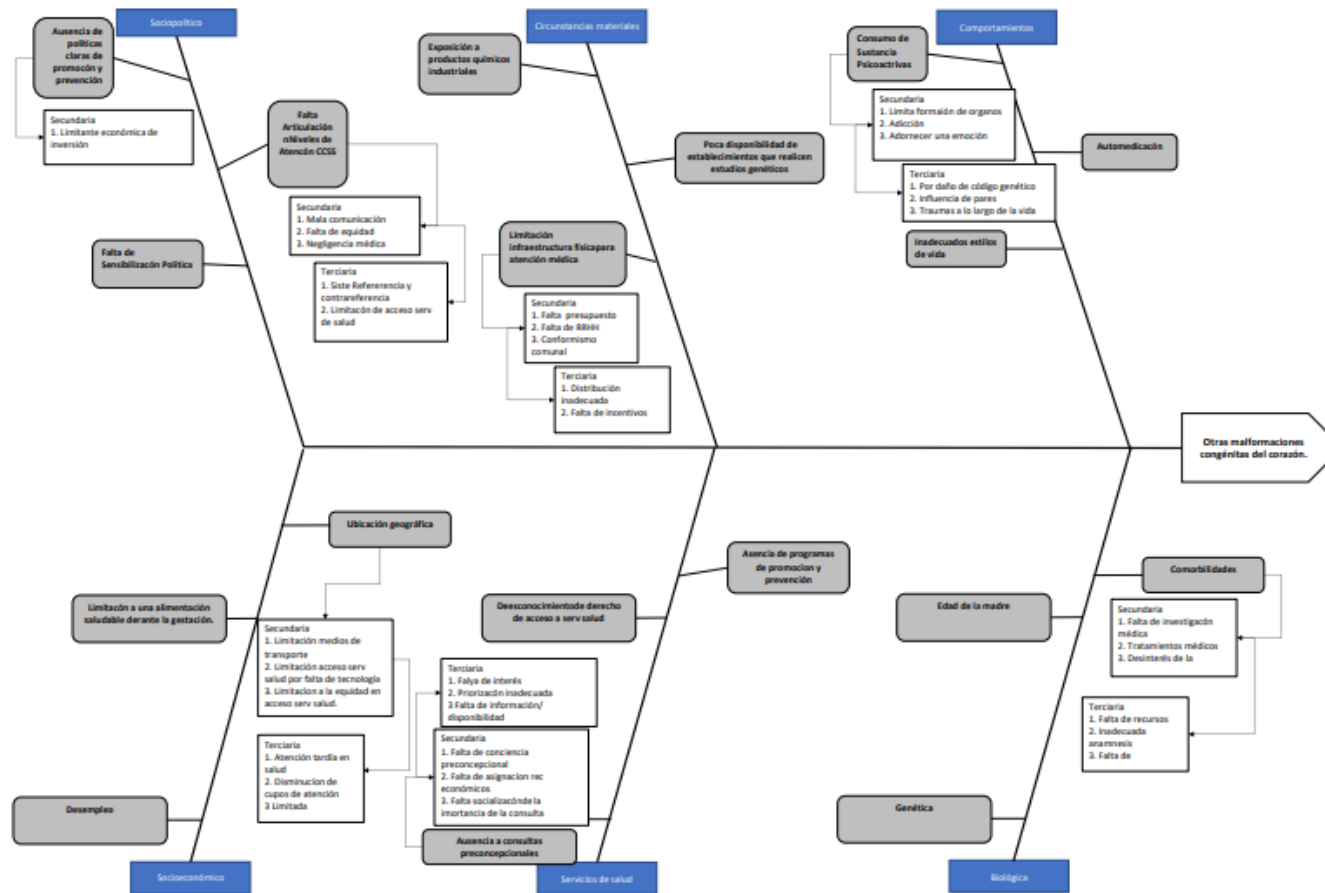 Sociopolítico
Ausencia de
políticas
claras de
promocón y
prevención
Secundaria
1. Limitante económica de
inversión
Falta
Articulación
nNiveles de
Atencón CCSS
Secundaria
1. Mala comunicación
2. Falta de equidad
3. Negligencia médica
Terciaria
1. Siste Refererencia y
contrareferencia
2. Limitacón de acceso serv
de salud
Falta de
Sensibilizacón Política
Circunstancias materiales
Exposición a
productos químicos
industriales
Poca disponibilidad de
establecimientos que realicen
estudios genéticos
Limitación
infraestructura físicapara
atención médica
Secundaria
1. Falta presupuesto
2. Falta de RRHH
3. Conformismo
comunal
Terciaria
1. Distribución
inadecuada
2. Falta de incentivos
Comportamientos
Consumo de
Sustancia
Psicoactrivas
Secundaria
1. Limita formaión de organos
2. Adicción
3. Adornecer una emoción
Terciaria
1. Por daño de código genético
2. Influencia de pares
3. Traumas a lo largo de la vida
Automedicacón
Inadecuados estilos
de vida
Otras malformaciones
congénitas del corazón.
Ubicación geográfica
Limitacón a una alimentación
saludable derante la gestación.
Secundaria
1. Limitación medios de
transporte
2. Limitación acceso serv
salud por falta de tecnología
3. Limitacion a la equidad en
acceso serv salud.
Terciaria
1. Atención tardía en
salud
2. Disminucion de
cupos de atención
3 Limitada
Desempleo
Socioeconómico
Asencia de programas
de promocion y
prevención
Deesconocimientode derecho
de acceso a serv salud
Terciaria
1. Falya de interés
2. Priorizacón inadecuada
3 Falta de información/
disponibilidad
Secundaria
1. Falta de conciencia
preconcepcional
2. Falta de asignacion rec
económicos
3. Falta socializacónde la
imortancia de la consulta
Ausencia a consultas
preconcepcionales
Servicios de salud
Comorbilidades
Edad de la madre
Secundaria
1. Falta de investigacón
médica
2. Tratamientos médicos
3. Desinterés de la
Terciaria
1. Falta de recursos
2. Inadecuada
anamnesis
3. Falta de
Genética
Biológica